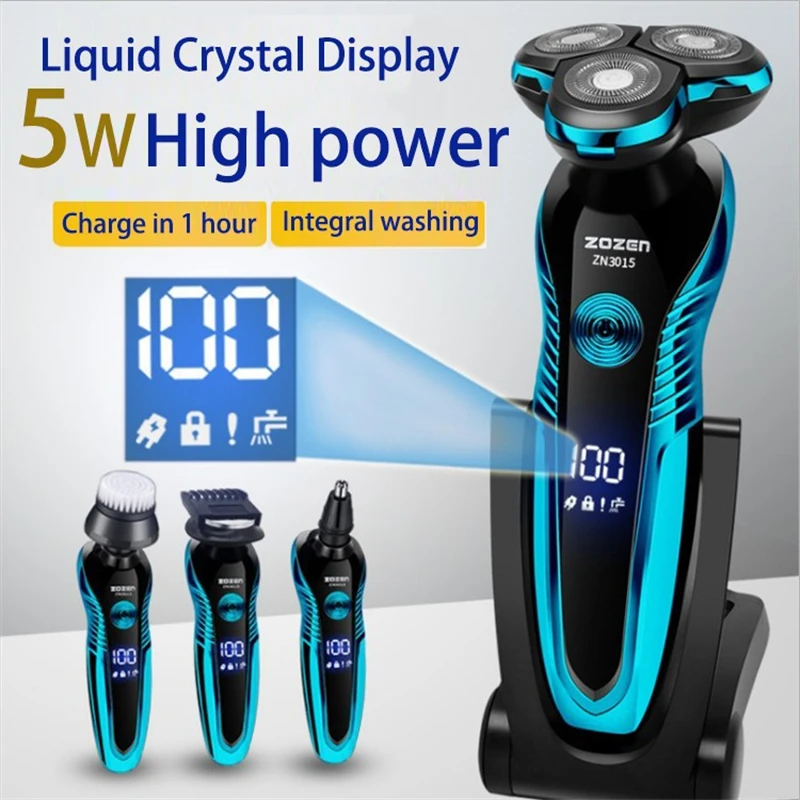 Liquid Crystal Display
5W High power
Charge in 1 hour
Integral washing
ZOZEN
ZN3015
100
100
ZOZEN
ZOZEN
ZOZEN
100
100
100